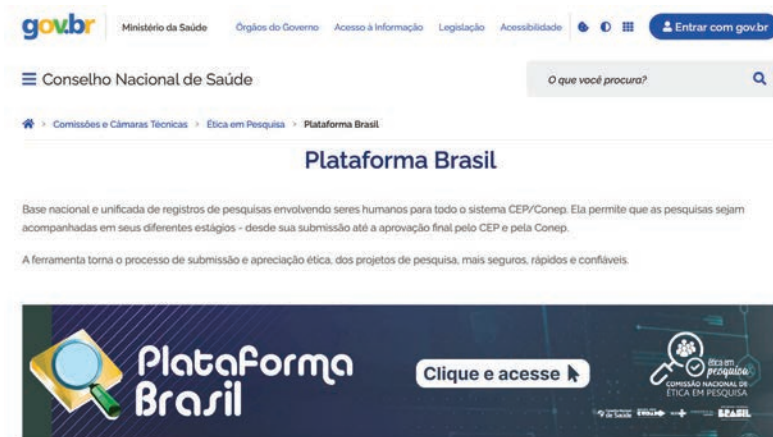 gov.br Ministério da Saúde Órgãos do Governo Acesso à Informação Legislação Acessibilidade Entrar com gov.br
Conselho Nacional de Saúde O que você procura?
> Comissões e Câmaras Técnicas > Ética em Pesquisa > Plataforma Brasil
Plataforma Brasil
Base nacional e unificada de registros de pesquisas envolvendo seres humanos para todo o sistema CEP/Conep. Ela permite que as pesquisas sejam
acompanhadas em seus diferentes estágios - desde sua submissão até a aprovação final pelo CEP e pela Conep.
A ferramenta torna o processo de submissão e apreciação ética, dos projetos de pesquisa, mais seguros, rápidos e confiáveis.
Plataforma
Brasil
Clique e acesse
ética em
pesquisa
COMISSÃO NACIONAL DE
ÉTICA EM PESQUISA
BRASIL